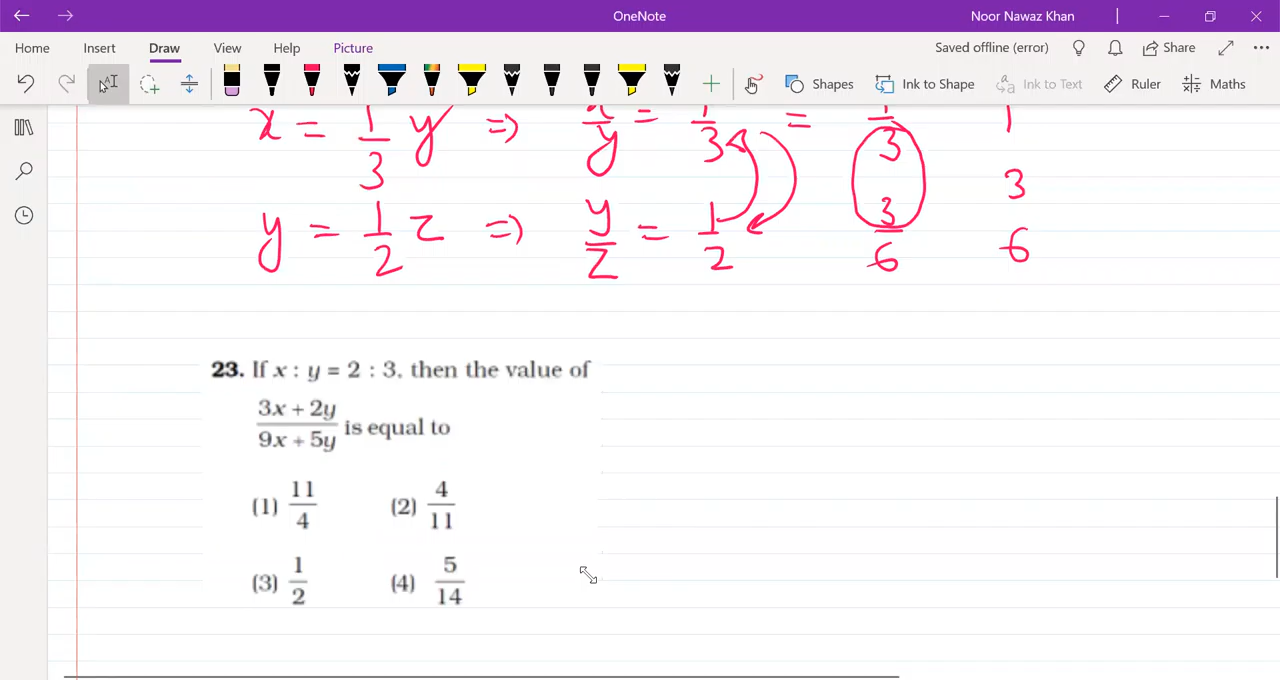 OneNote
Noor Nawaz Khan
Home Insert Draw View Help Picture
Saved offline (error) Share
Ink to Shape Ink to Text Ruler Maths Shapes
x = 1/3 y ⇒ x/y = 1/3 = 1/3 1
3
y = 1/2 z ⇒ y/z = 1/2 3/6 6
23. If x : y = 2 : 3, then the value of
3x + 2y
9x + 5y is equal to
(1) 11/4 (2) 4/11
(3) 1/2 (4) 5/14